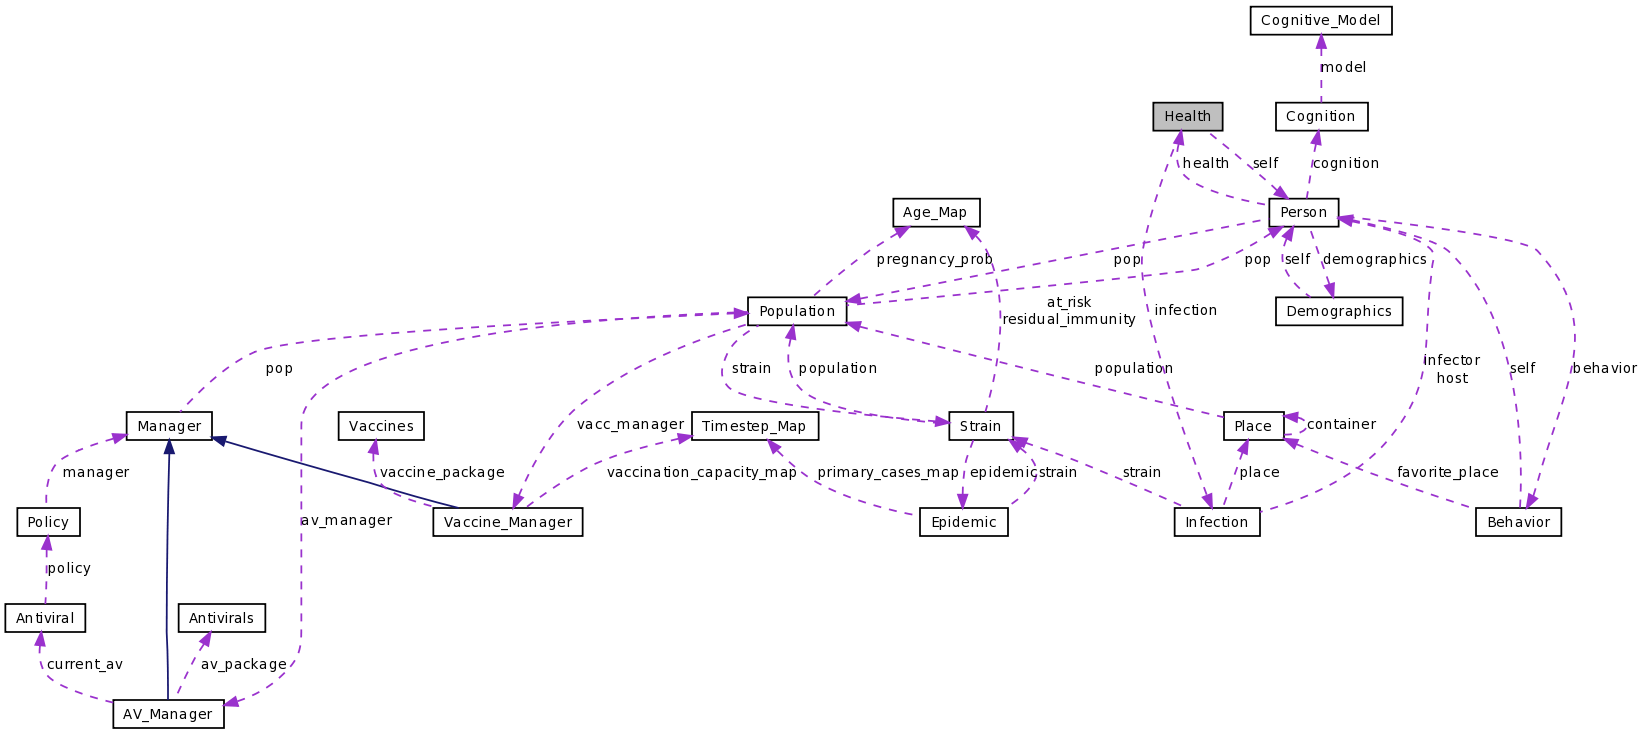 Cognitive_Model
model
Health
Cognition
health
self
cognition
Age_Map
Person
pregnancy_prob
pop
pop
self
demographics
Population
at_risk
residual_immunity
infection
Demographics
pop
strain
population
population
infector
host
self
behavior
Manager
Vaccines
vacc_manager
Timestep_Map
Strain
Place
container
manager
vaccine_package
vaccination_capacity_map
primary_cases_map
epidemic
strain
strain
place
favorite_place
Policy
av_manager
Vaccine_Manager
Epidemic
Infection
Behavior
policy
Antiviral
Antivirals
current_av
av_package
AV_Manager